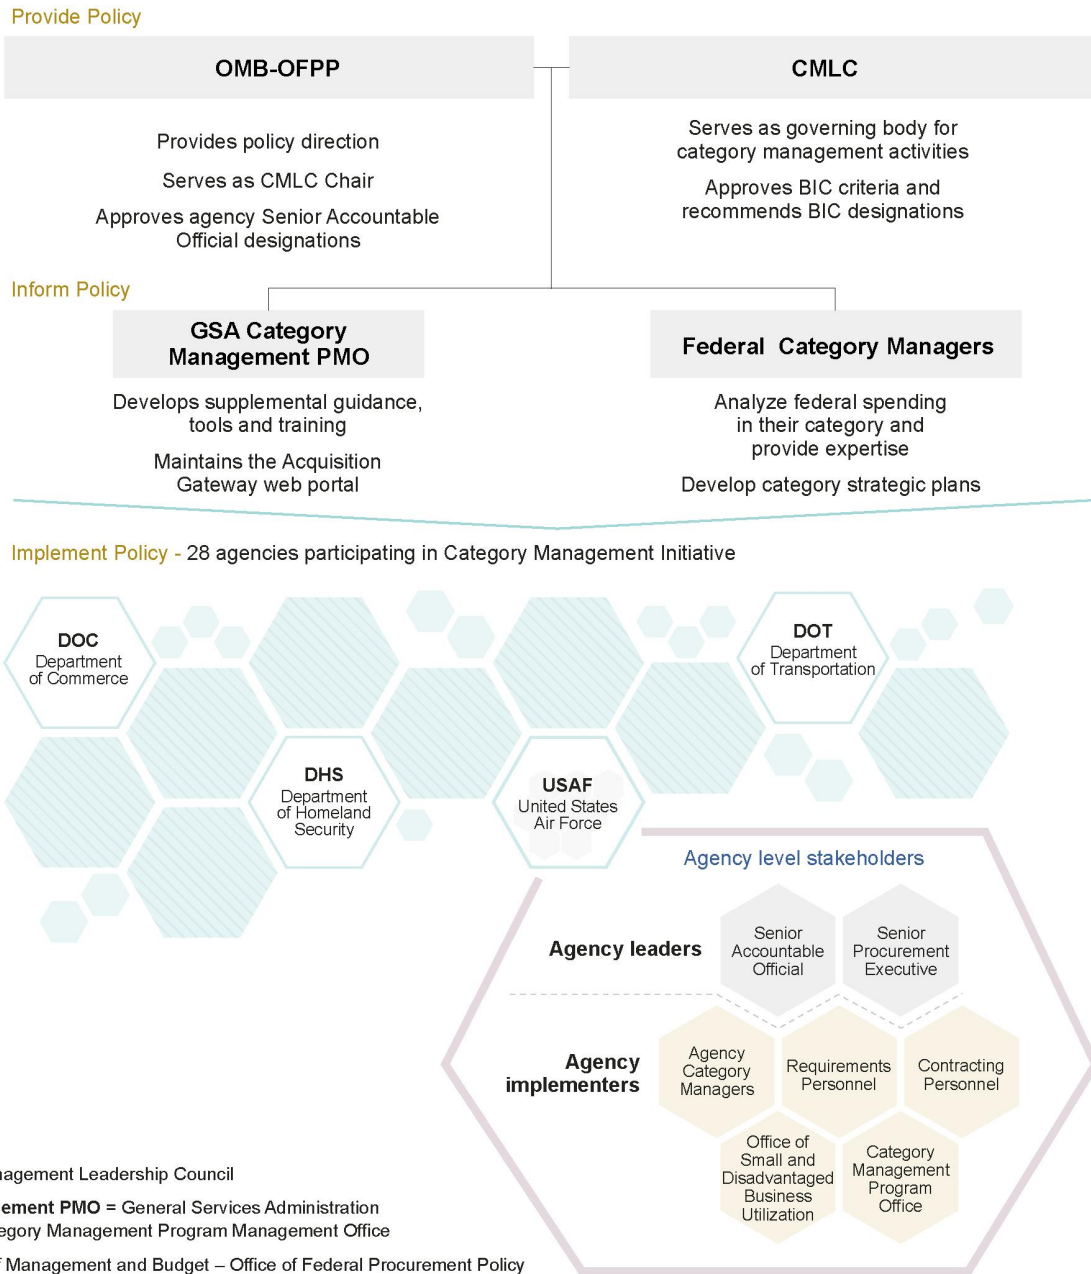 Provide Policy
OMB-OFPP
CMLC
Provides policy direction
Serves as CMLC Chair
Approves agency Senior Accountable
Official designations
Serves as governing body for
category management activities
Approves BIC criteria and
recommends BIC designations
Inform Policy
GSA Category
Management PMO
Federal Category Managers
Develops supplemental guidance,
tools and training
Maintains the Acquisition
Gateway web portal
Analyze federal spending
in their category and
provide expertise
Develop category strategic plans
Implement Policy - 28 agencies participating in Category Management Initiative
DOC
Department
of Commerce
DOT
Department
of Transportation
DHS
Department
of Homeland
Security
USAF
United States
Air Force
Agency level stakeholders
Agency leaders
Senior
Accountable
Official
Senior
Procurement
Executive
Agency
implementers
Agency
Category
Managers
Requirements
Personnel
Contracting
Personnel
Office of
Small and
Disadvantaged
Business
Utilization
Category
Management
Program
Office
Leadership Council
PMO = General Services Administration
Category Management Program Management Office
Management and Budget – Office of Federal Procurement Policy